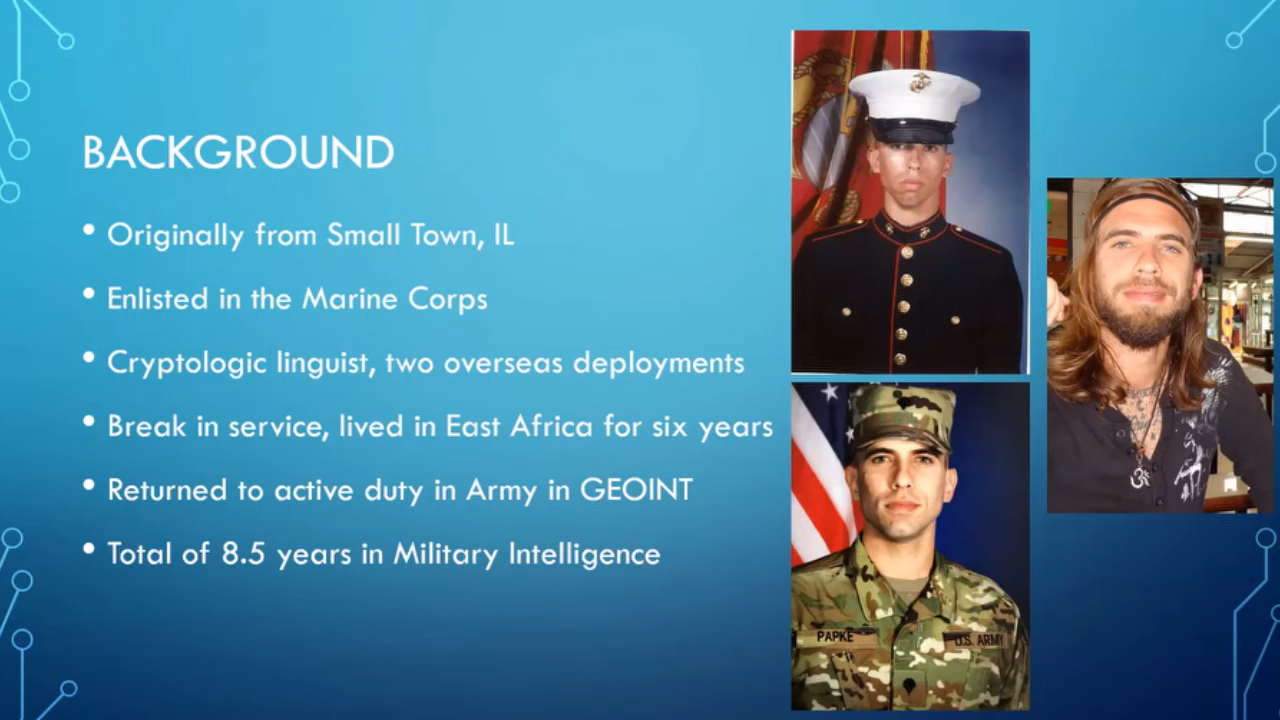 BACKGROUND
• Originally from Small Town, IL
• Enlisted in the Marine Corps
• Cryptologic linguist, two overseas deployments
• Break in service, lived in East Africa for six years
• Returned to active duty in Army in GEOINT
• Total of 8.5 years in Military Intelligence
PAPKE
U.S. ARMY